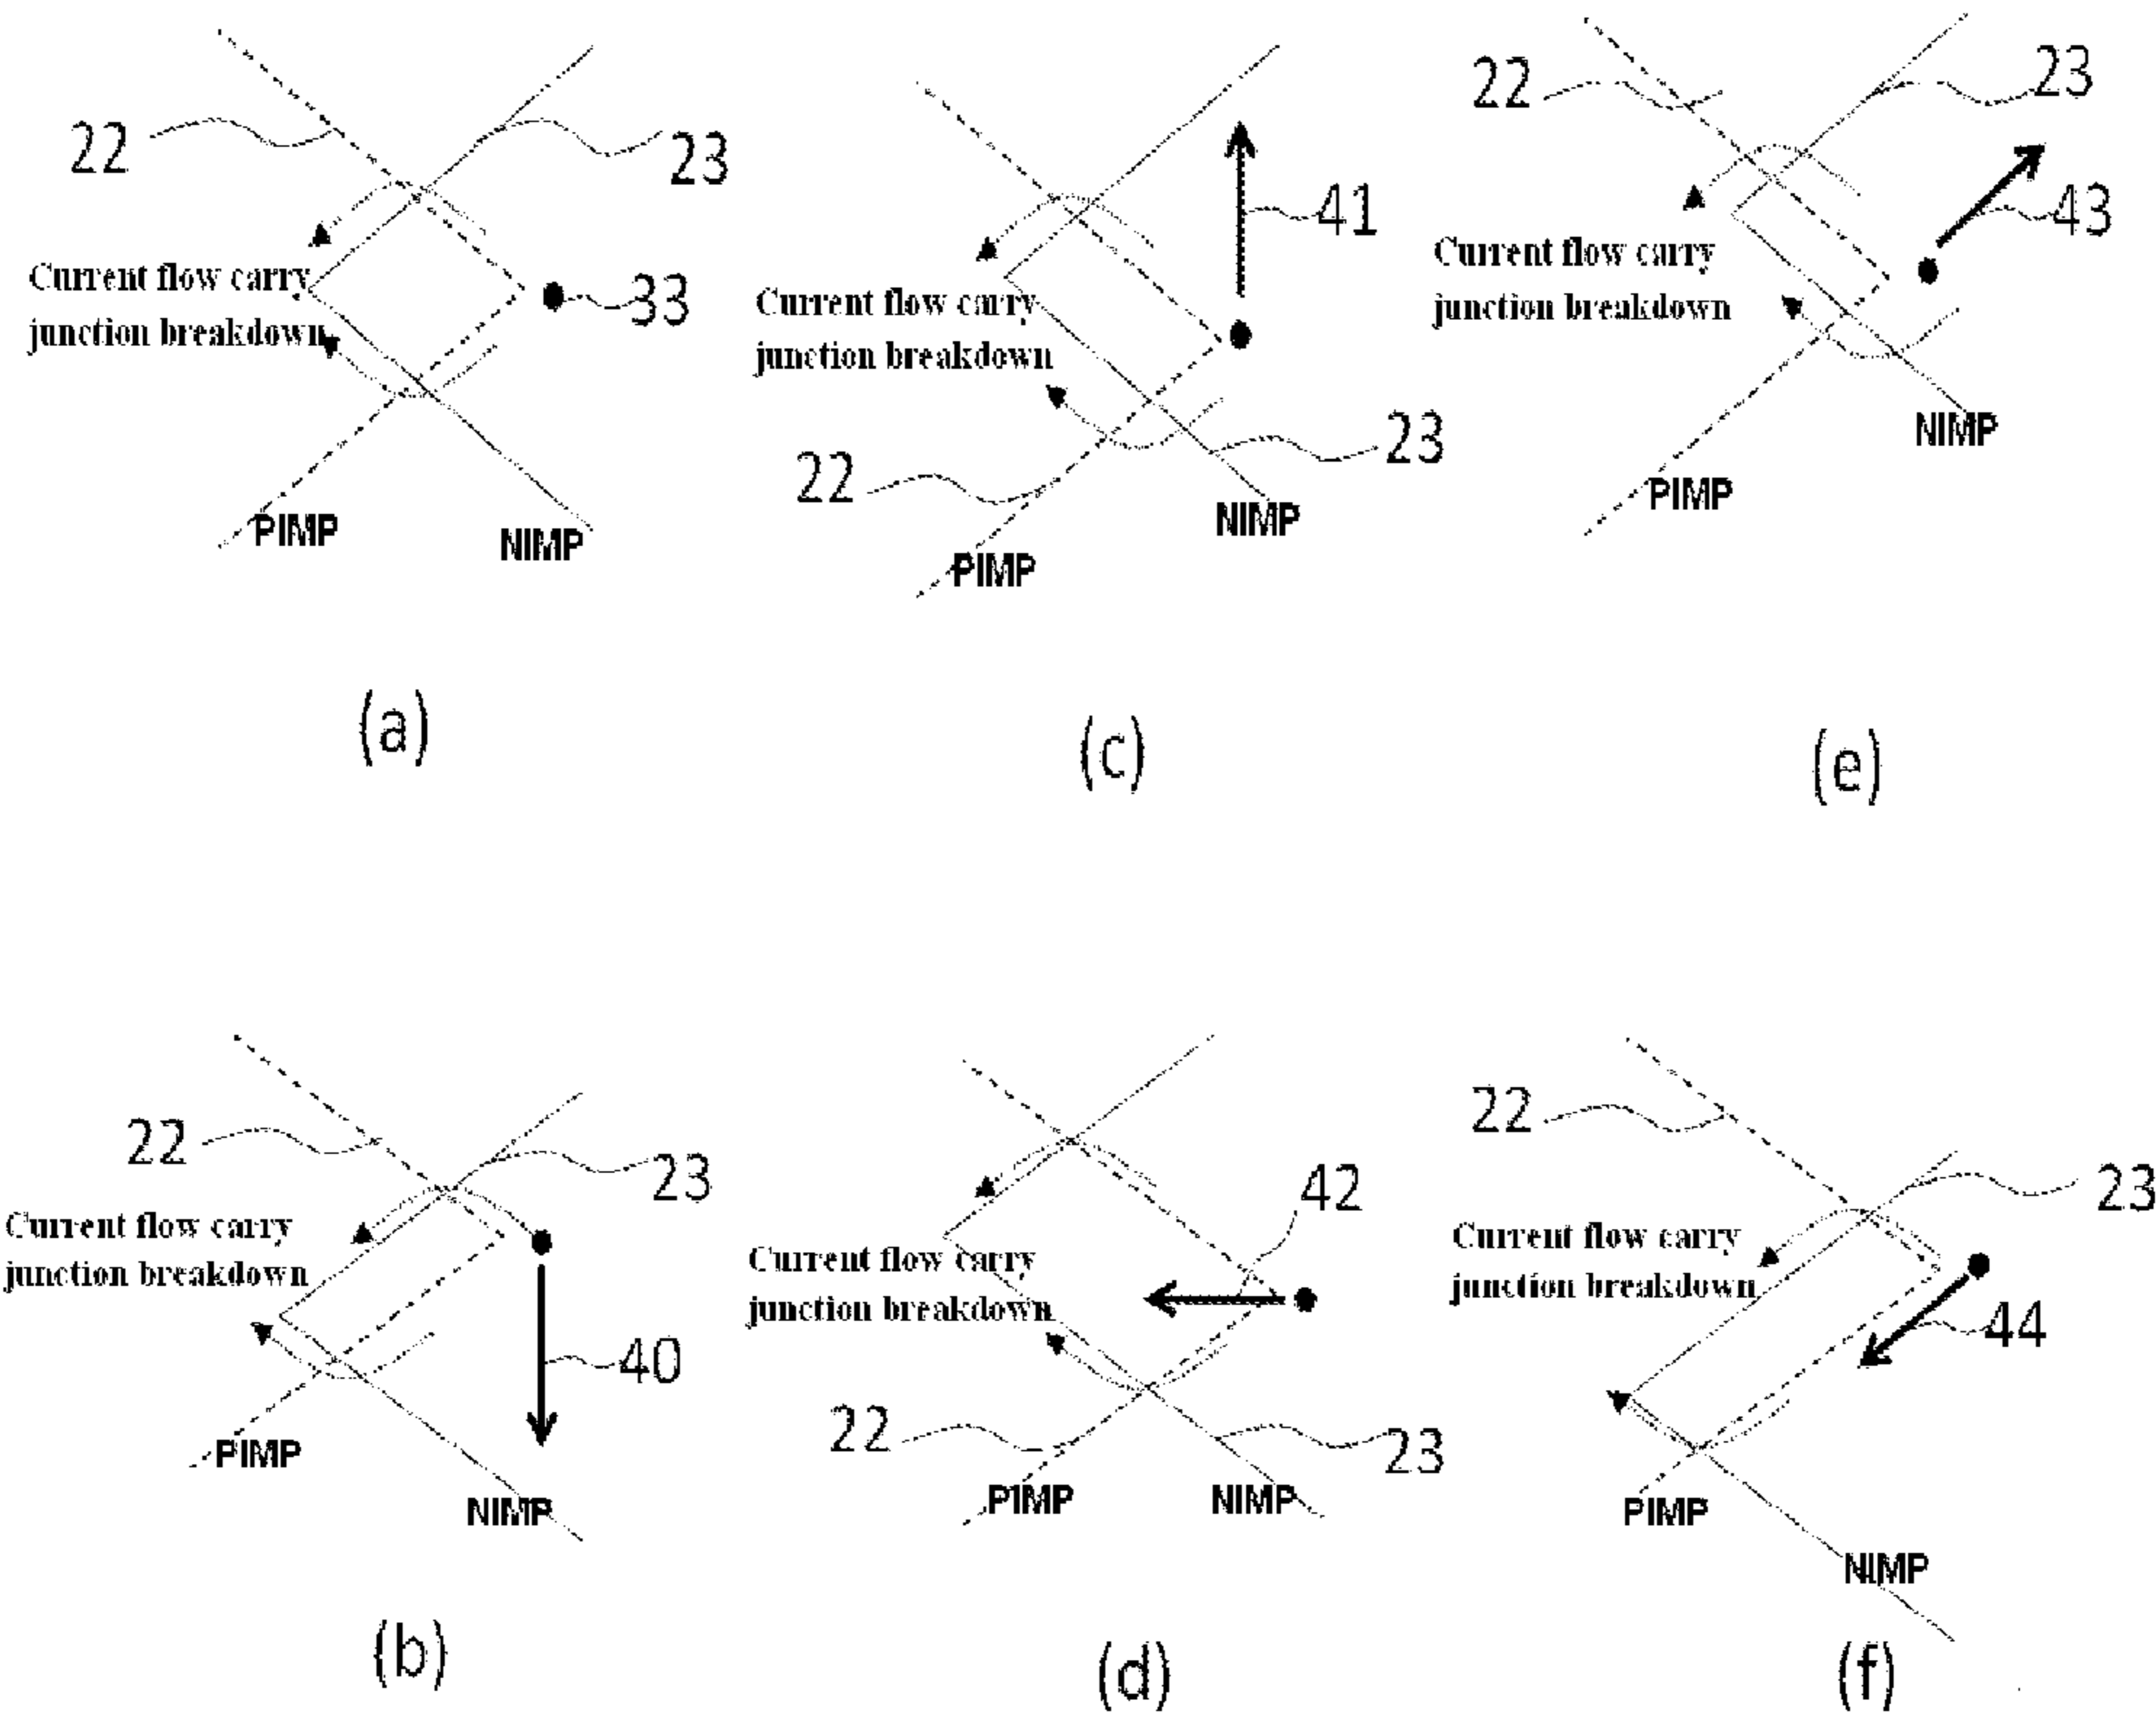 22
23
Current flow carry
junction breakdown
33
PIMP
NIMP
(a)
41
Current flow carry
junction breakdown
22
23
NIMP
PIMP
(c)
22
23
43
Current flow carry
junction breakdown
NIMP
PIMP
(e)
22
23
Current flow carry
junction breakdown
40
PIMP
NIMP
(b)
42
Current flow carry
junction breakdown
22
23
PIMP
NIMP
(d)
22
23
Current flow carry
junction breakdown
44
PIMP
NIMP
(f)